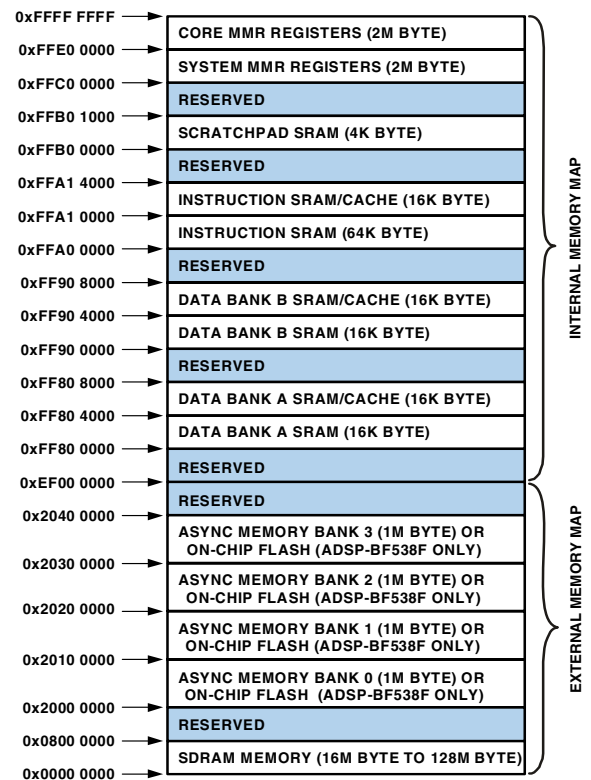 0xFFFF FFFF
CORE MMR REGISTERS (2M BYTE)
0xFFE0 0000
SYSTEM MMR REGISTERS (2M BYTE)
0xFFC0 0000
RESERVED
0xFFB0 1000
SCRATCHPAD SRAM (4K BYTE)
0xFFB0 0000
RESERVED
0xFFA1 4000
INSTRUCTION SRAM/CACHE (16K BYTE)
0xFFA1 0000
INSTRUCTION SRAM (64K BYTE)
0xFFA0 0000
RESERVED
0xFF90 8000
DATA BANK B SRAM/CACHE (16K BYTE)
0xFF90 4000
DATA BANK B SRAM (16K BYTE)
0xFF90 0000
RESERVED
0xFF80 8000
DATA BANK A SRAM/CACHE (16K BYTE)
0xFF80 4000
DATA BANK A SRAM (16K BYTE)
0xFF80 0000
RESERVED
0xEF00 0000
RESERVED
0x2040 0000
ASYNC MEMORY BANK 3 (1M BYTE) OR
ON-CHIP FLASH (ADSP-BF538F ONLY)
0x2030 0000
ASYNC MEMORY BANK 2 (1M BYTE) OR
ON-CHIP FLASH (ADSP-BF538F ONLY)
0x2020 0000
ASYNC MEMORY BANK 1 (1M BYTE) OR
ON-CHIP FLASH (ADSP-BF538F ONLY)
0x2010 0000
ASYNC MEMORY BANK 0 (1M BYTE) OR
ON-CHIP FLASH (ADSP-BF538F ONLY)
0x2000 0000
RESERVED
0x0800 0000
SDRAM MEMORY (16M BYTE TO 128M BYTE)
0x0000 0000
INTERNAL MEMORY MAP
EXTERNAL MEMORY MAP